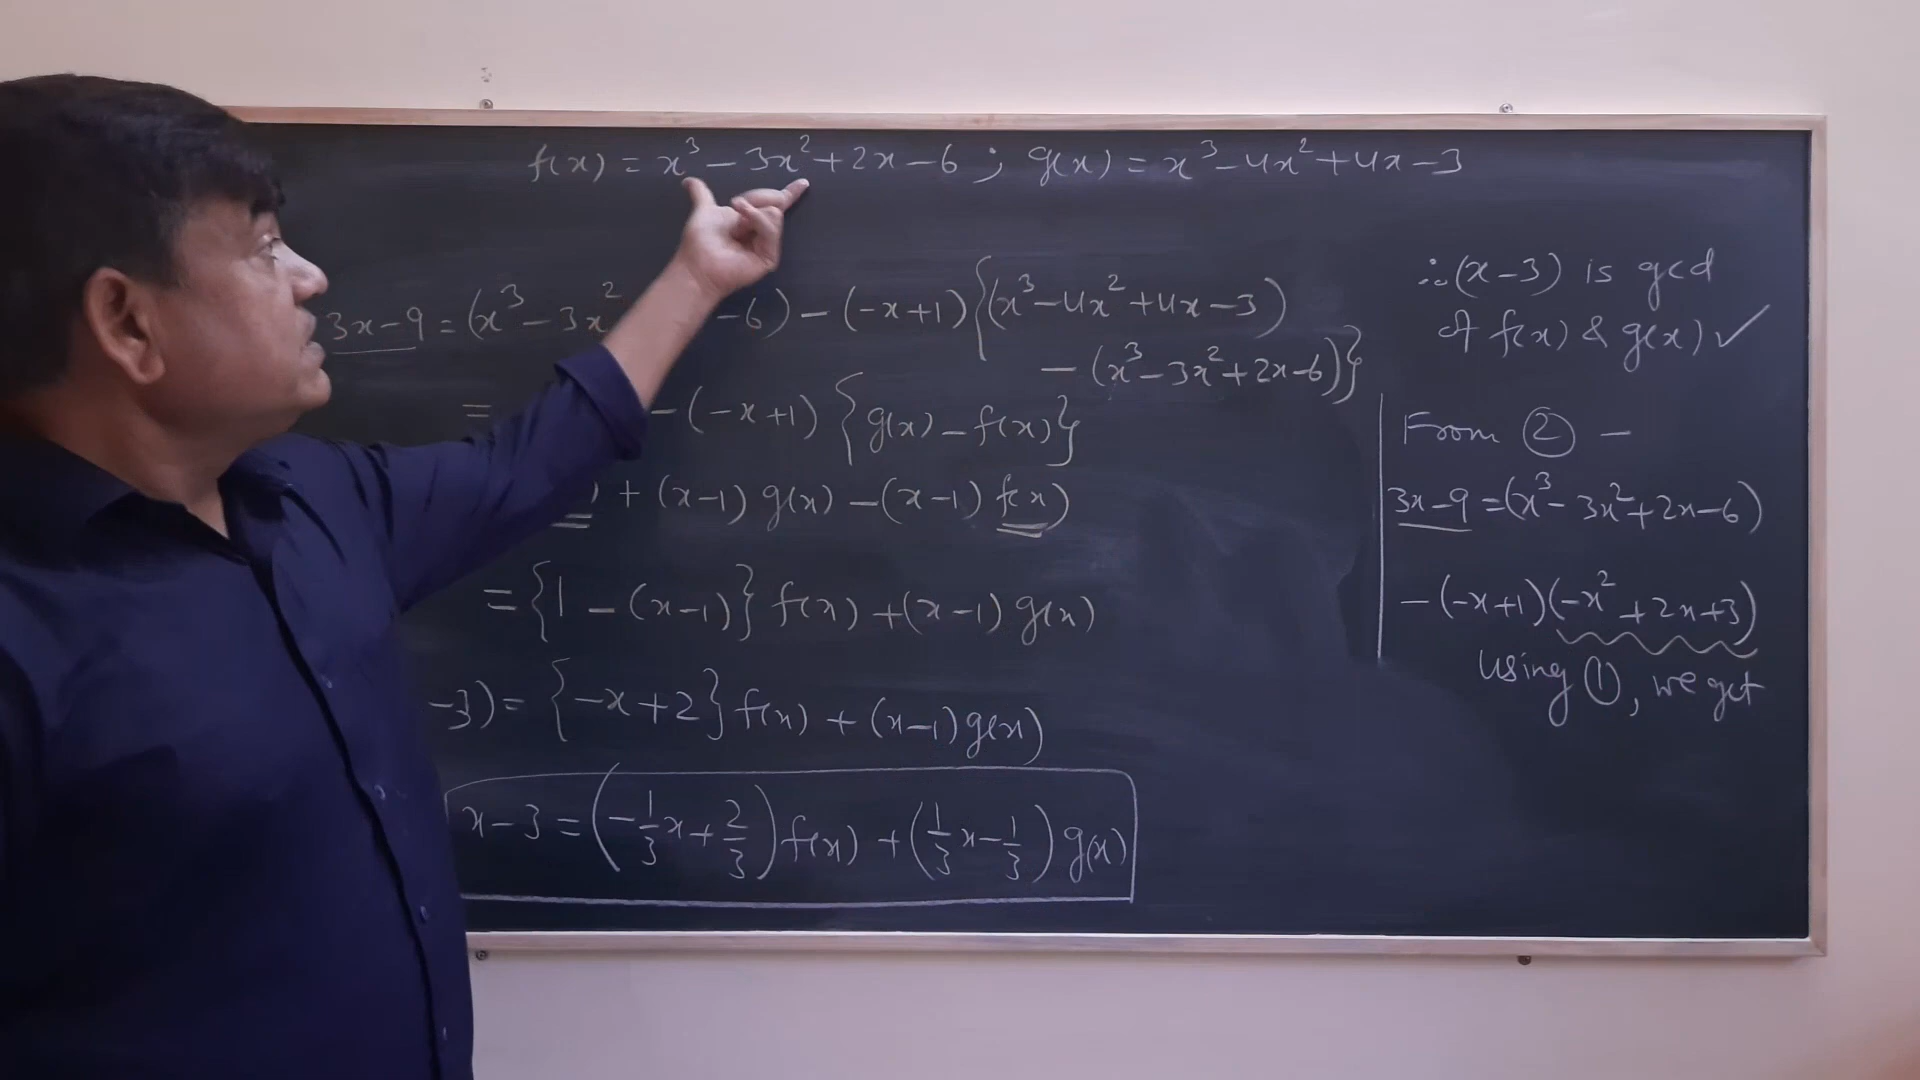 f(x) = x³ - 3x² + 2x - 6 ; g(x) = x³ - 4x² + 4x - 3
3x-9 = (x³ - 3x² -6) - (-x+1) {(x³ - 4x² + 4x - 3)
- (x³ - 3x² + 2x - 6)}
= - (-x+1) {g(x) - f(x)}
) + (x-1) g(x) - (x-1) f(x)
= {1 - (x-1)} f(x) + (x-1) g(x)
-3) = {-x+2} f(x) + (x-1) g(x)
x-3 = (-1/3 x + 2/3) f(x) + (1/3 x - 1/3) g(x)
∴ (x-3) is gcd
of f(x) & g(x) ✓
From ② -
3x-9 = (x³ - 3x² + 2x - 6)
- (-x+1)(-x² + 2x + 3)
using ①, we get